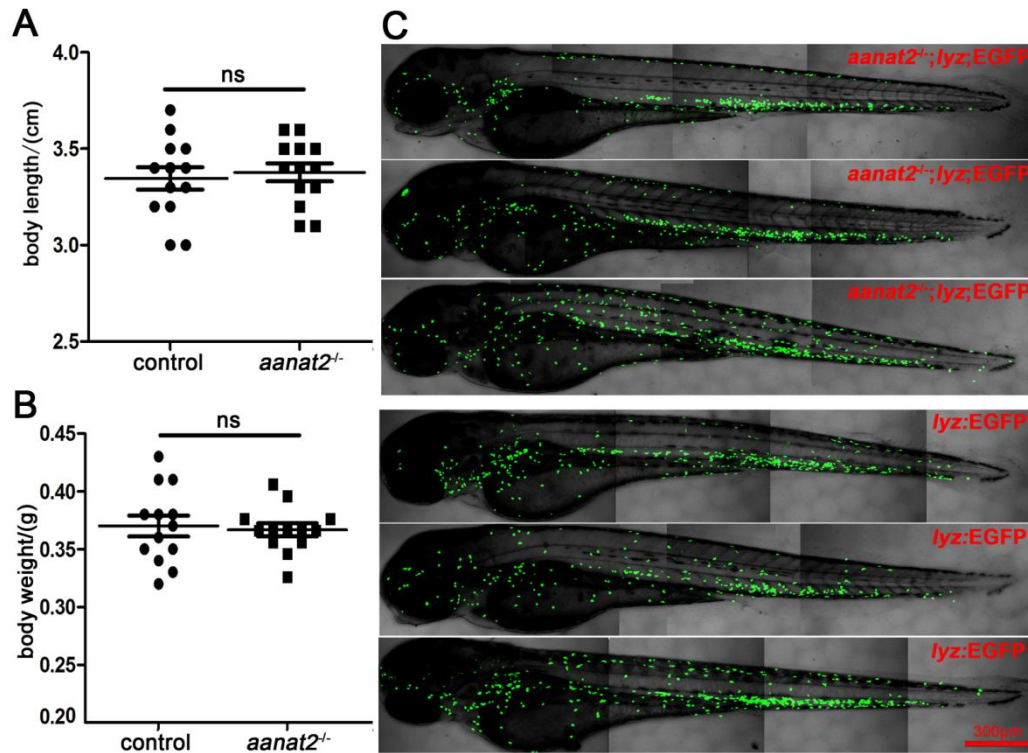 A
body length/(cm)
4.0
3.5
3.0
2.5
ns
control
aanat2-/-
B
body weight/(g)
0.45
0.40
0.35
0.30
0.20
ns
control
aanat2-/-
C
aanat2-/-;lyz;EGFP
aanat2-/-;lyz;EGFP
aanat2-/-;lyz;EGFP
lyz:EGFP
lyz:EGFP
lyz:EGFP
300μm